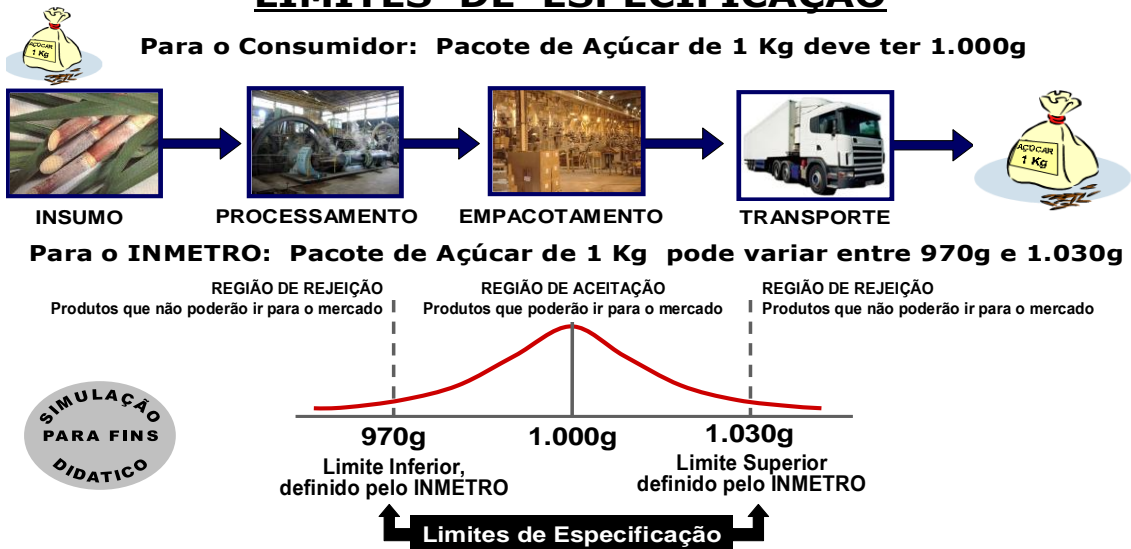 LIMITES DE ESPECIFICAÇÃO
AÇÚCAR
1 Kg
Para o Consumidor: Pacote de Açúcar de 1 Kg deve ter 1.000g
AÇÚCAR
1 Kg
INSUMO
PROCESSAMENTO
EMPACOTAMENTO
TRANSPORTE
Para o INMETRO: Pacote de Açúcar de 1 Kg pode variar entre 970g e 1.030g
REGIÃO DE REJEIÇÃO
Produtos que não poderão ir para o mercado
REGIÃO DE ACEITAÇÃO
Produtos que poderão ir para o mercado
REGIÃO DE REJEIÇÃO
Produtos que não poderão ir para o mercado
SIMULAÇÃO
PARA FINS
DIDATICO
970g
Limite Inferior,
definido pelo INMETRO
1.000g
1.030g
Limite Superior
definido pelo INMETRO
Limites de Especificação